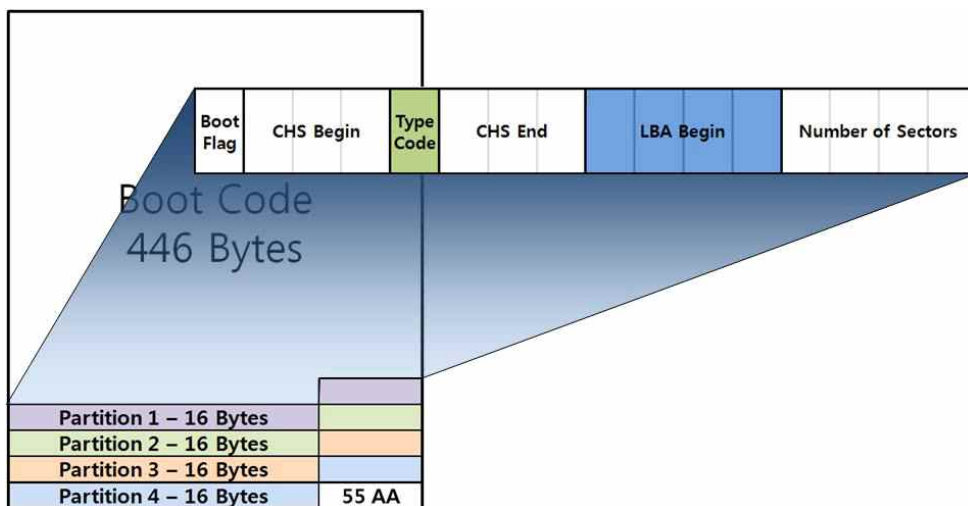 Boot
Flag
CHS Begin
Type
Code
CHS End
LBA Begin
Number of Sectors
Boot Code
446 Bytes
Partition 1 – 16 Bytes
Partition 2 – 16 Bytes
Partition 3 – 16 Bytes
Partition 4 – 16 Bytes
55 AA